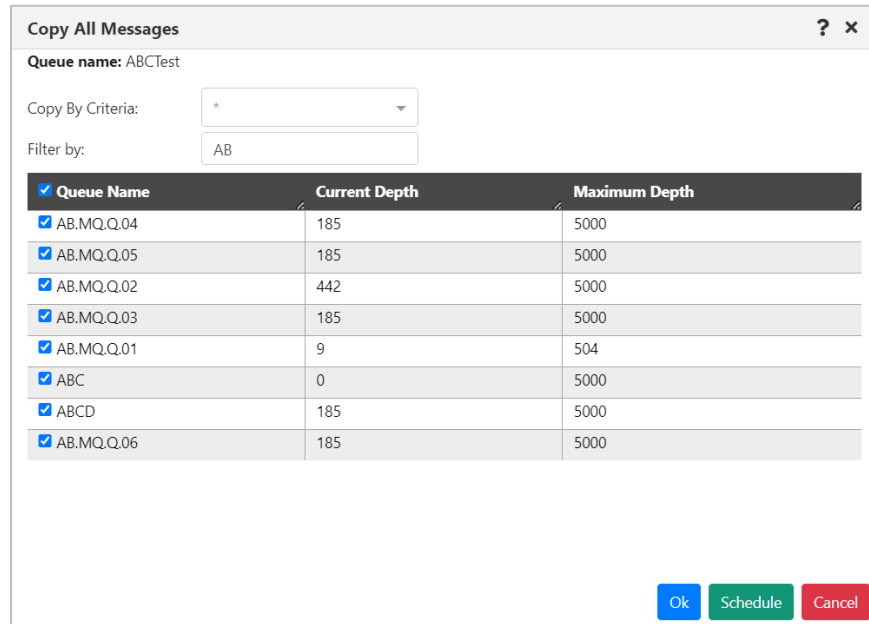 Copy All Messages ? ×
Queue name: ABCTest
Copy By Criteria: *
Filter by: AB
Queue Name Current Depth Maximum Depth
AB.MQ.Q.04 185 5000
AB.MQ.Q.05 185 5000
AB.MQ.Q.02 442 5000
AB.MQ.Q.03 185 5000
AB.MQ.Q.01 9 504
ABC 0 5000
ABCD 185 5000
AB.MQ.Q.06 185 5000
Ok Schedule Cancel